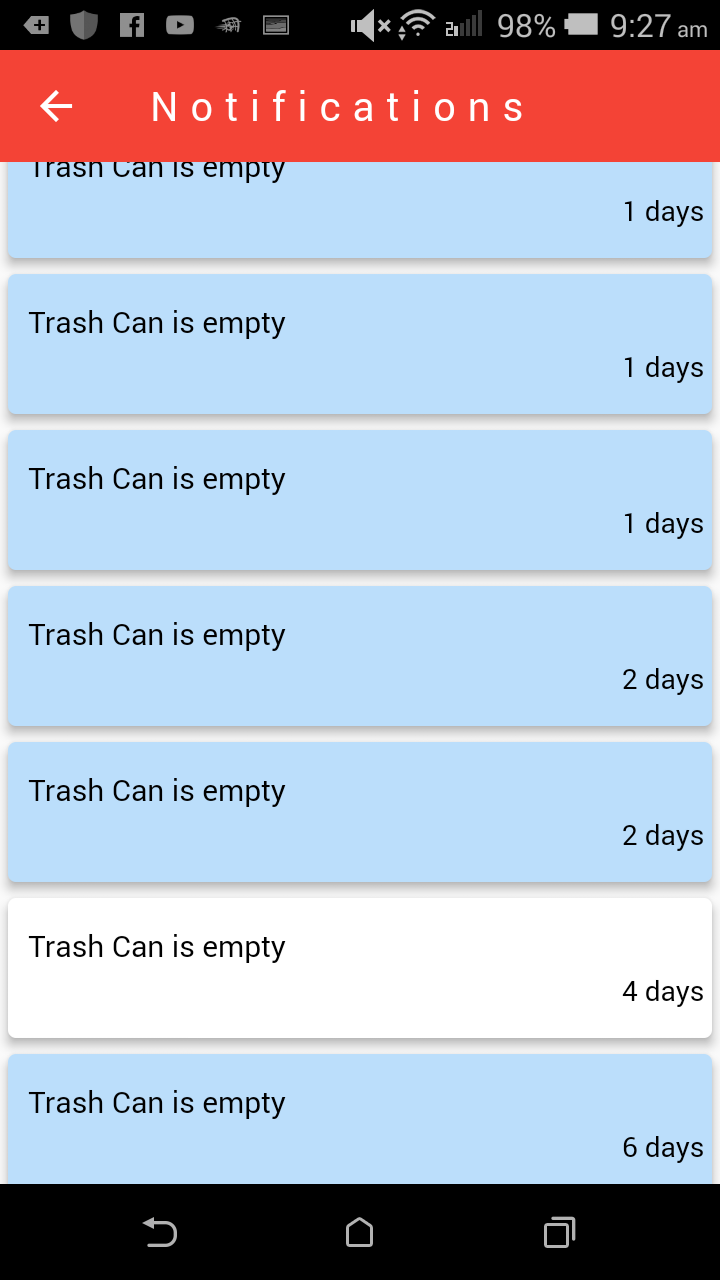 98% 9:27 am
Notifications
Trash Can is empty
1 days
Trash Can is empty
1 days
Trash Can is empty
1 days
Trash Can is empty
2 days
Trash Can is empty
2 days
Trash Can is empty
4 days
Trash Can is empty
6 days